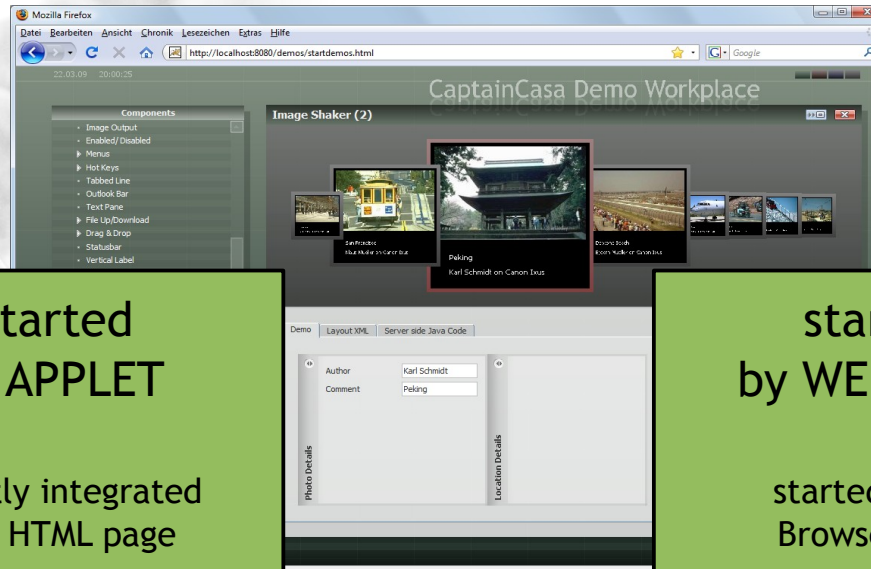 Mozilla Firefox
Datei Bearbeiten Ansicht Chronik Lesezeichen Extras Hilfe
http://localhost:8080/demos/startdemos.html
Google
22.03.09 20:00:25
CaptainCasa Demo Workplace
Components
Image Output
Enabled/Disabled
Menus
Hot Keys
Tabbed Line
Outlook Bar
Text Pane
File Up/Download
Drag & Drop
Statusbar
Vertical Label
Image Shaker (2)
San Francisco
Peking
Karl Schmidt on Canon Ixus
Demo
Layout XML
Server side Java Code
Photo Details
Author Karl Schmidt
Comment Peking
Location Details
tarted
APPLET
ly integrated
HTML page
star
by WE
started
Browse